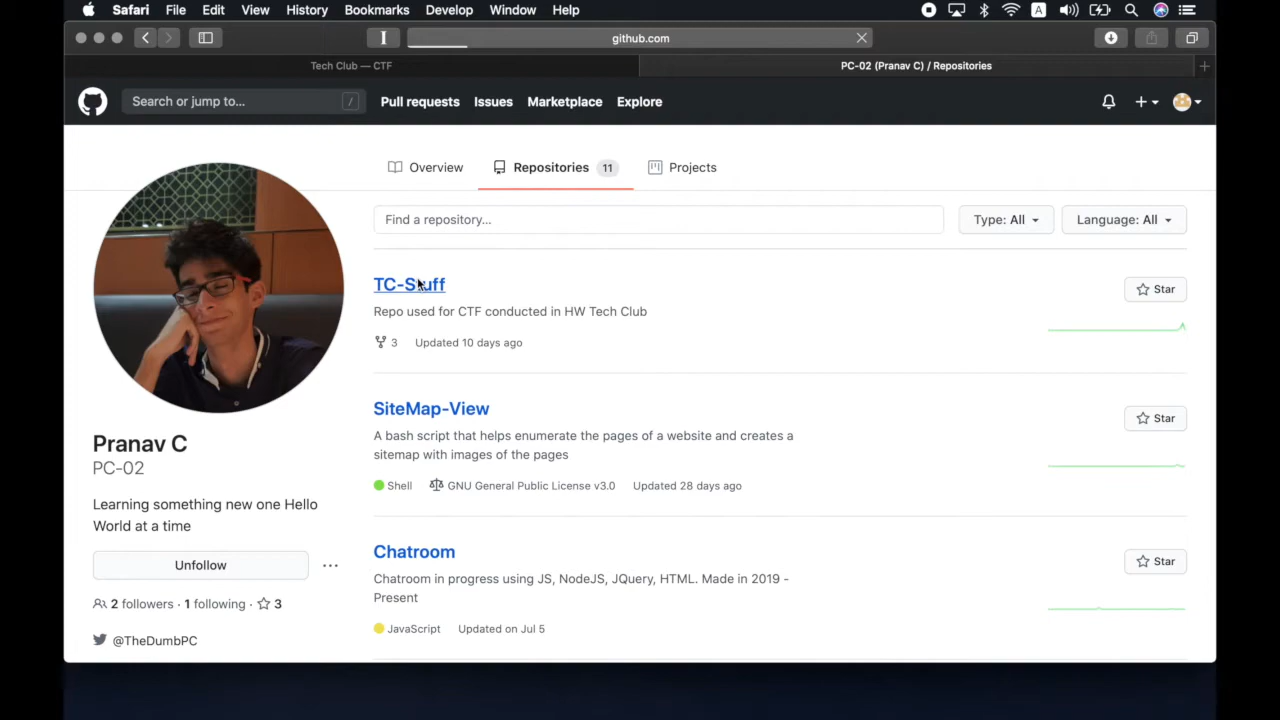 Safari File Edit View History Bookmarks Develop Window Help A
github.com
Tech Club — CTF PC-02 (Pranav C) / Repositories
Search or jump to... / Pull requests Issues Marketplace Explore
Overview Repositories 11 Projects
Find a repository... Type: All Language: All
TC-Stuff Star
Repo used for CTF conducted in HW Tech Club
3 Updated 10 days ago
SiteMap-View Star
A bash script that helps enumerate the pages of a website and creates a
sitemap with images of the pages
Shell GNU General Public License v3.0 Updated 28 days ago
Chatroom Star
Chatroom in progress using JS, NodeJS, JQuery, HTML. Made in 2019 -
Present
JavaScript Updated on Jul 5
Pranav C
PC-02
Learning something new one Hello
World at a time
Unfollow ...
2 followers · 1 following · 3
@TheDumbPC